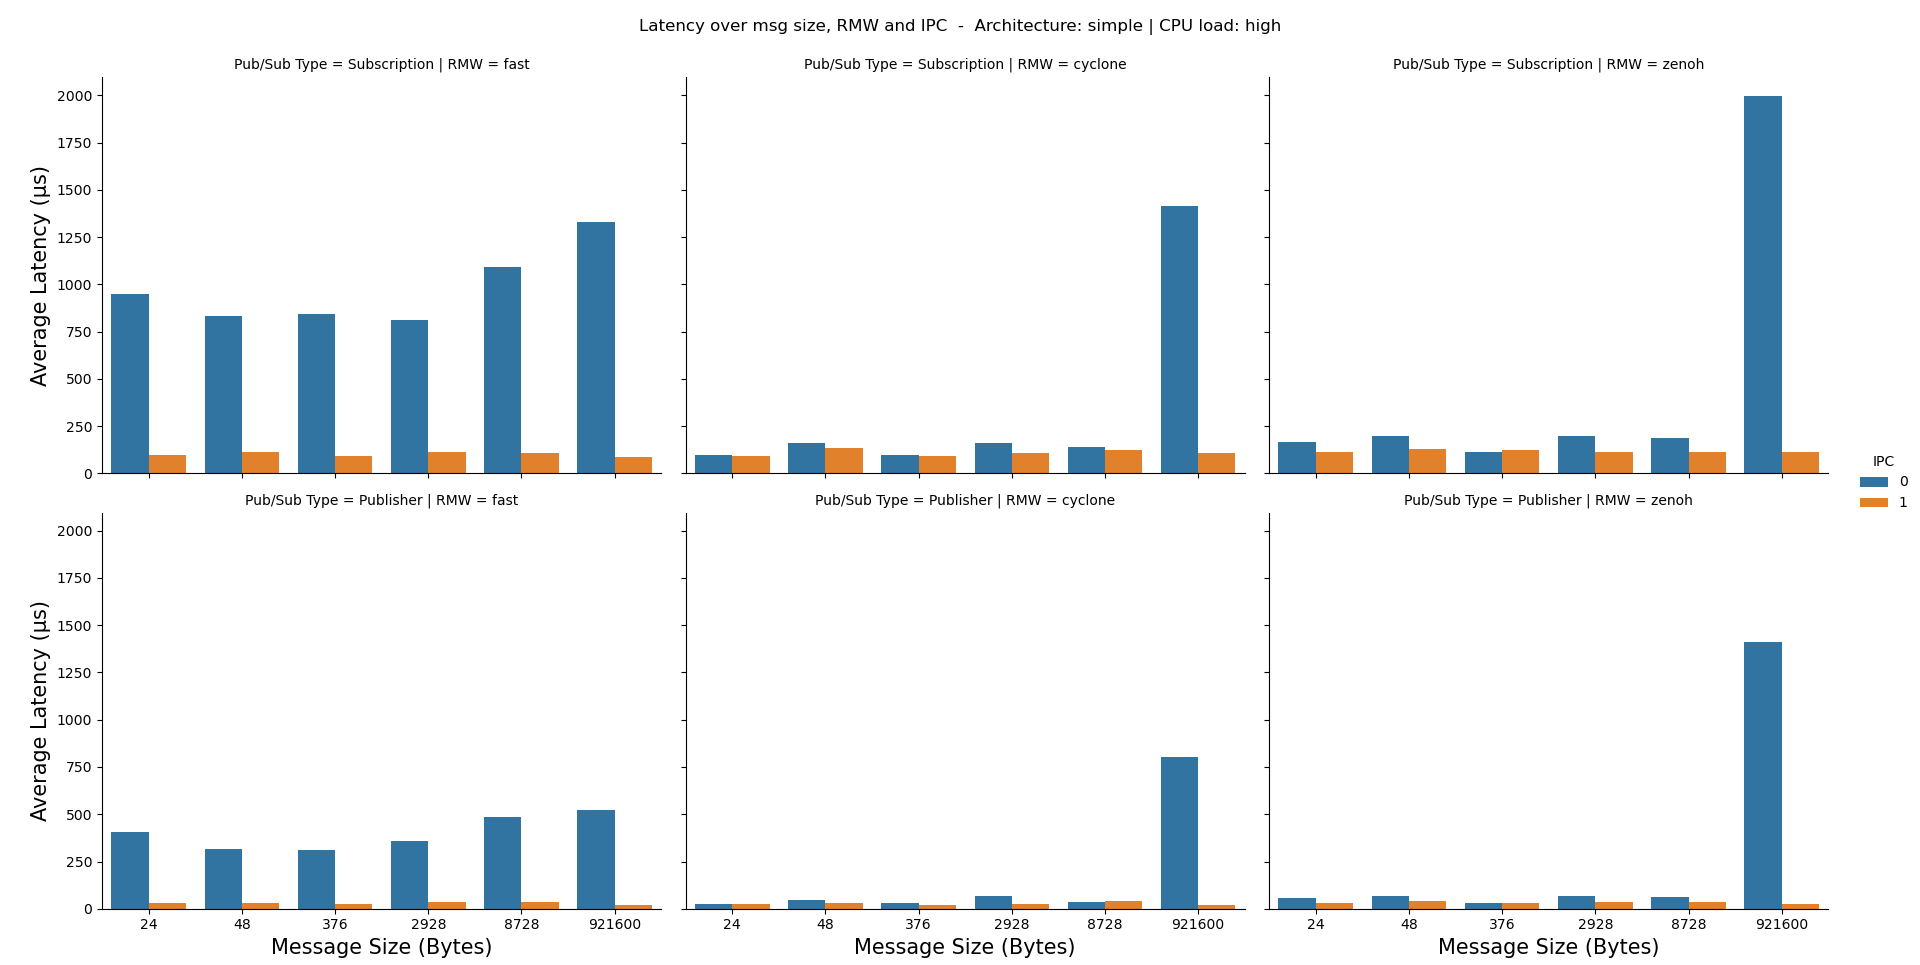 Latency over msg size, RMW and IPC  -  Architecture: simple | CPU load: high
Pub/Sub Type = Subscription | RMW = fast
Pub/Sub Type = Subscription | RMW = cyclone
Pub/Sub Type = Subscription | RMW = zenoh
Average Latency (µs)
2000
1750
1500
1250
1000
750
500
250
0
IPC
0
1
Pub/Sub Type = Publisher | RMW = fast
Pub/Sub Type = Publisher | RMW = cyclone
Pub/Sub Type = Publisher | RMW = zenoh
Average Latency (µs)
2000
1750
1500
1250
1000
750
500
250
0
24 48 376 2928 8728 921600
24 48 376 2928 8728 921600
24 48 376 2928 8728 921600
Message Size (Bytes)
Message Size (Bytes)
Message Size (Bytes)